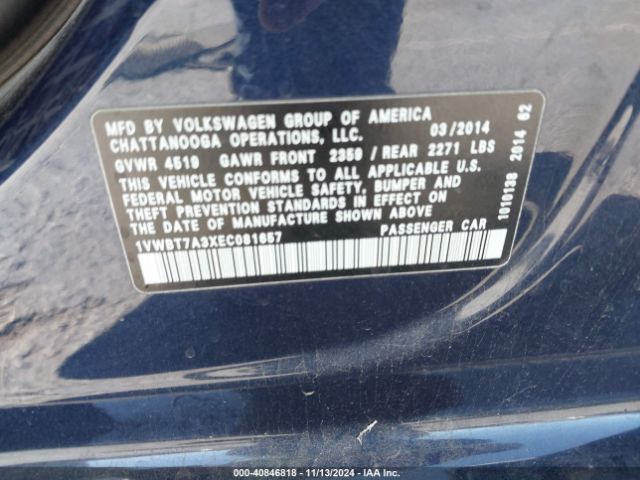 MFD BY VOLKSWAGEN GROUP OF AMERICA
CHATTANOOGA OPERATIONS, LLC. 03/2014
GVWR 4519 GAWR FRONT 2359 / REAR 2271 LBS
THIS VEHICLE CONFORMS TO ALL APPLICABLE U.S.
FEDERAL MOTOR VEHICLE SAFETY, BUMPER AND
THEFT PREVENTION STANDARDS IN EFFECT ON
THE DATE OF MANUFACTURE SHOWN ABOVE.
1VWBT7A3XEC081657 PASSENGER CAR
1010138 2014 02
000-40846818 - 11/13/2024 - IAA Inc.